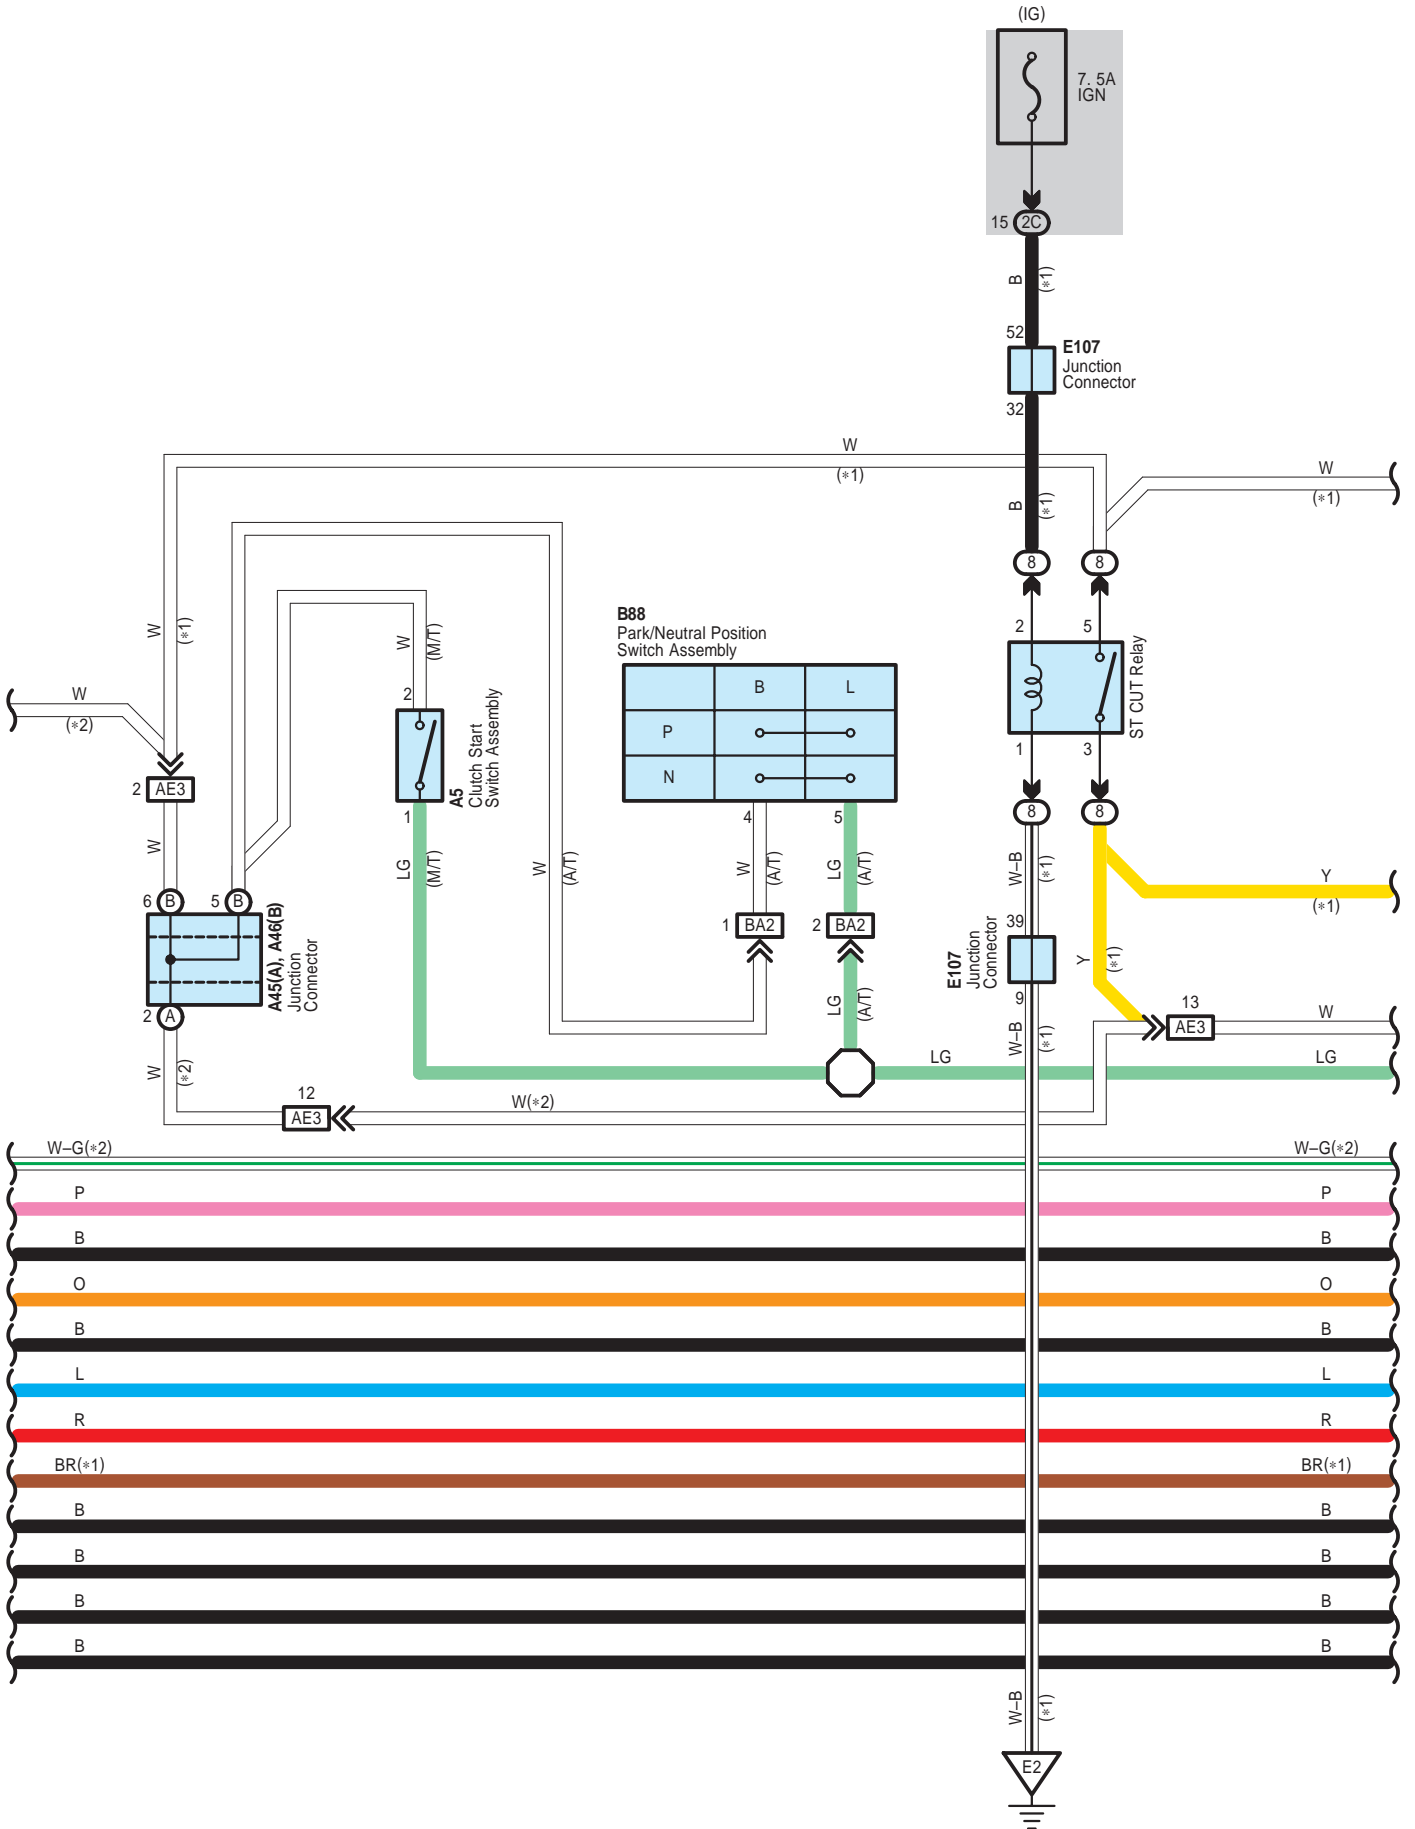 (IG)
7. 5A
IGN
15 2C
B (*1)
52
E107
Junction
Connector
32
W
(*1)
W
(*1)
B (*1)
8 8
W (*1)
W (M/T)
B88
Park/Neutral Position
Switch Assembly
2 5
B L
P
N
ST CUT Relay
W
(*2)
2
A5
Clutch Start
Switch Assembly
1 3
2 AE3
1
4 5
8 8
W
LG (M/T)
W (A/T)
W (A/T)
LG (A/T)
W–B (*1)
Y
(*1)
6 B 5 B
A45(A), A46(B)
Junction
Connector
1 BA2 2 BA2
39
E107
Junction
Connector
Y (*1)
9
2 A
LG (A/T)
W–B (*1)
13
AE3
W
W (*2)
LG
LG
12
AE3
W(*2)
W–G(*2) W–G(*2)
P P
B B
O O
B B
L L
R R
BR(*1) BR(*1)
B B
B B
B B
B B
W–B (*1)
E2